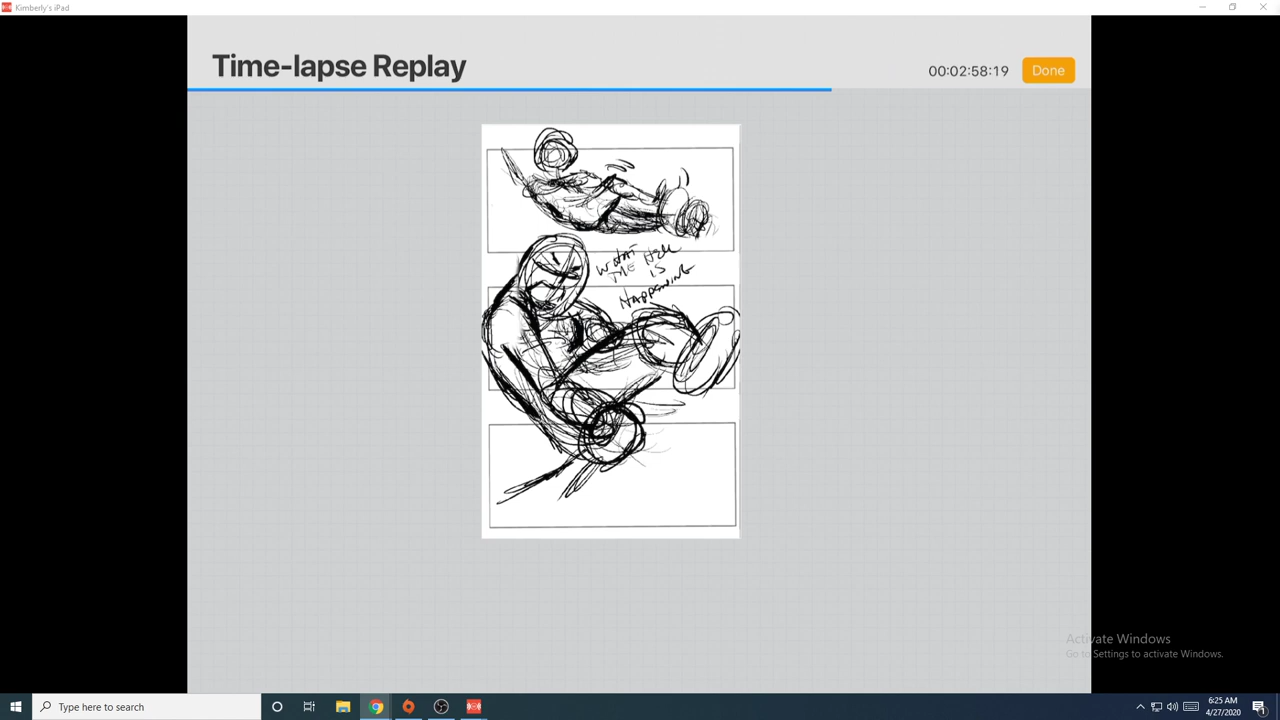 Kimberly's iPad
Time-lapse Replay
00:02:58:19
Done
WHAT
THE HELL
IS
HAPPENING
Activate Windows
Go to Settings to activate Windows.
Type here to search
6:25 AM
4/27/2020